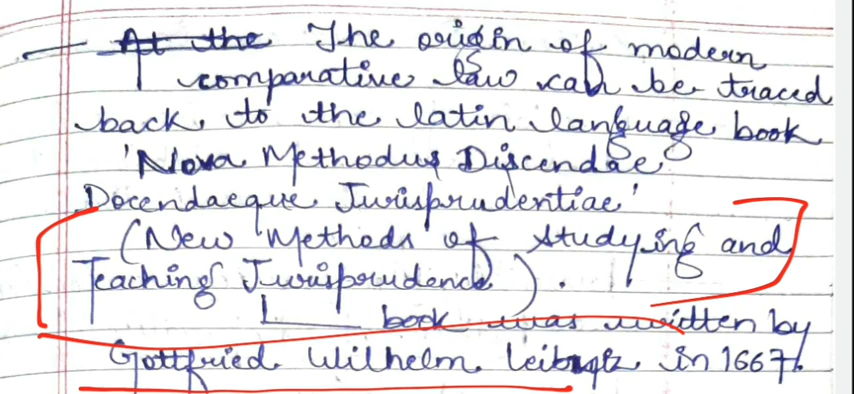 — At the The origin of modern
comparative law can be traced
back to the latin language book
'Nova Methodus Discendae
Docendaeque Jurisprudentiae'
(New Methods of Studying and
Teaching Jurisprudence).
book was written by
Gottfried Wilhelm Leibnitz in 1667.